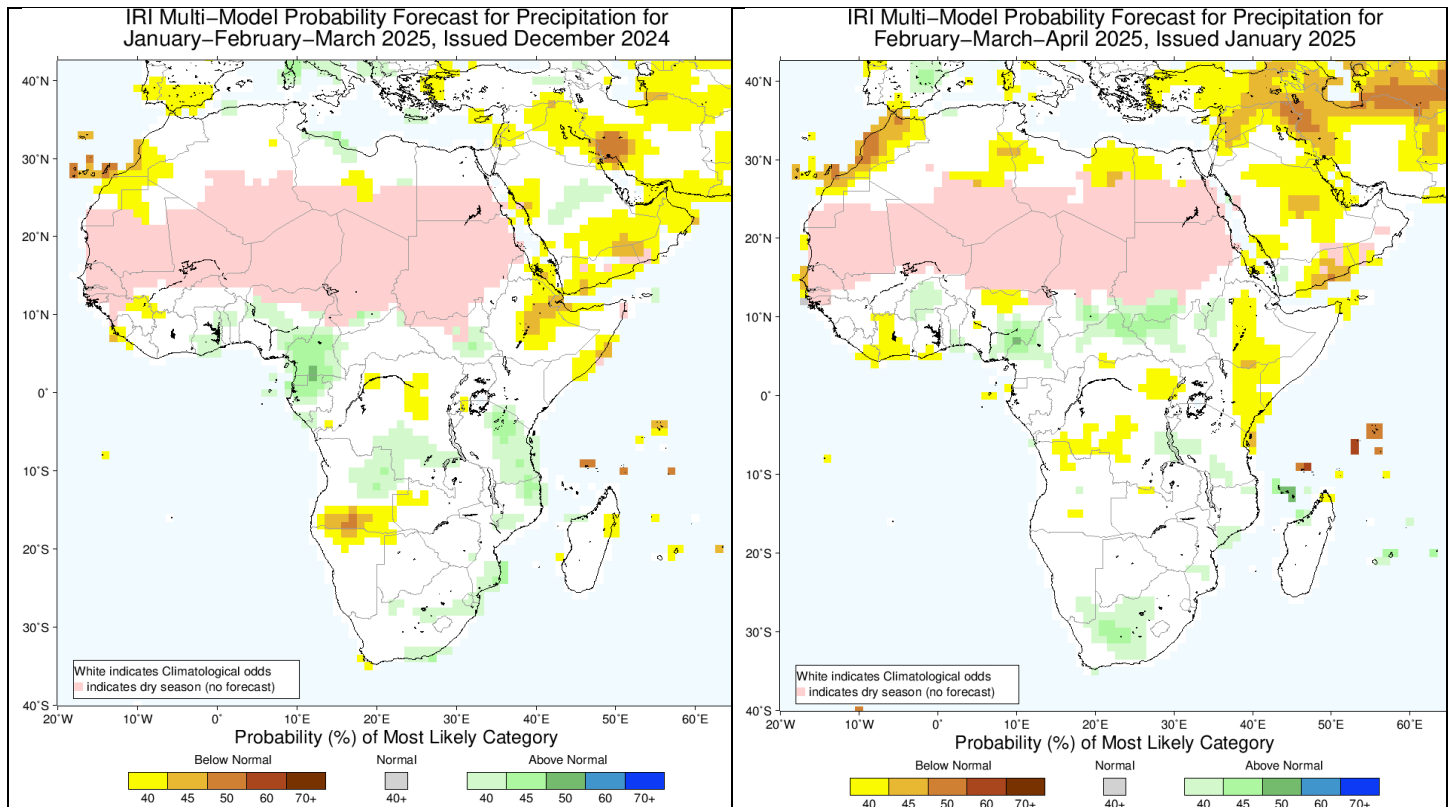 IRI Multi−Model Probability Forecast for Precipitation for
January−February−March 2025, Issued December 2024
40˚N
30˚N
20˚N
10˚N
0˚
10˚S
20˚S
30˚S
40˚S
White indicates Climatological odds
indicates dry season (no forecast)
20˚W 10˚W 0˚ 10˚E 20˚E 30˚E 40˚E 50˚E 60˚E
Probability (%) of Most Likely Category
Below Normal Normal Above Normal
40 45 50 60 70+ 40+ 40 45 50 60 70+
IRI Multi−Model Probability Forecast for Precipitation for
February−March−April 2025, Issued January 2025
40˚N
30˚N
20˚N
10˚N
0˚
10˚S
20˚S
30˚S
40˚S
White indicates Climatological odds
indicates dry season (no forecast)
20˚W 10˚W 0˚ 10˚E 20˚E 30˚E 40˚E 50˚E 60˚E
Probability (%) of Most Likely Category
Below Normal Normal Above Normal
40 45 50 60 70+ 40+ 40 45 50 60 70+